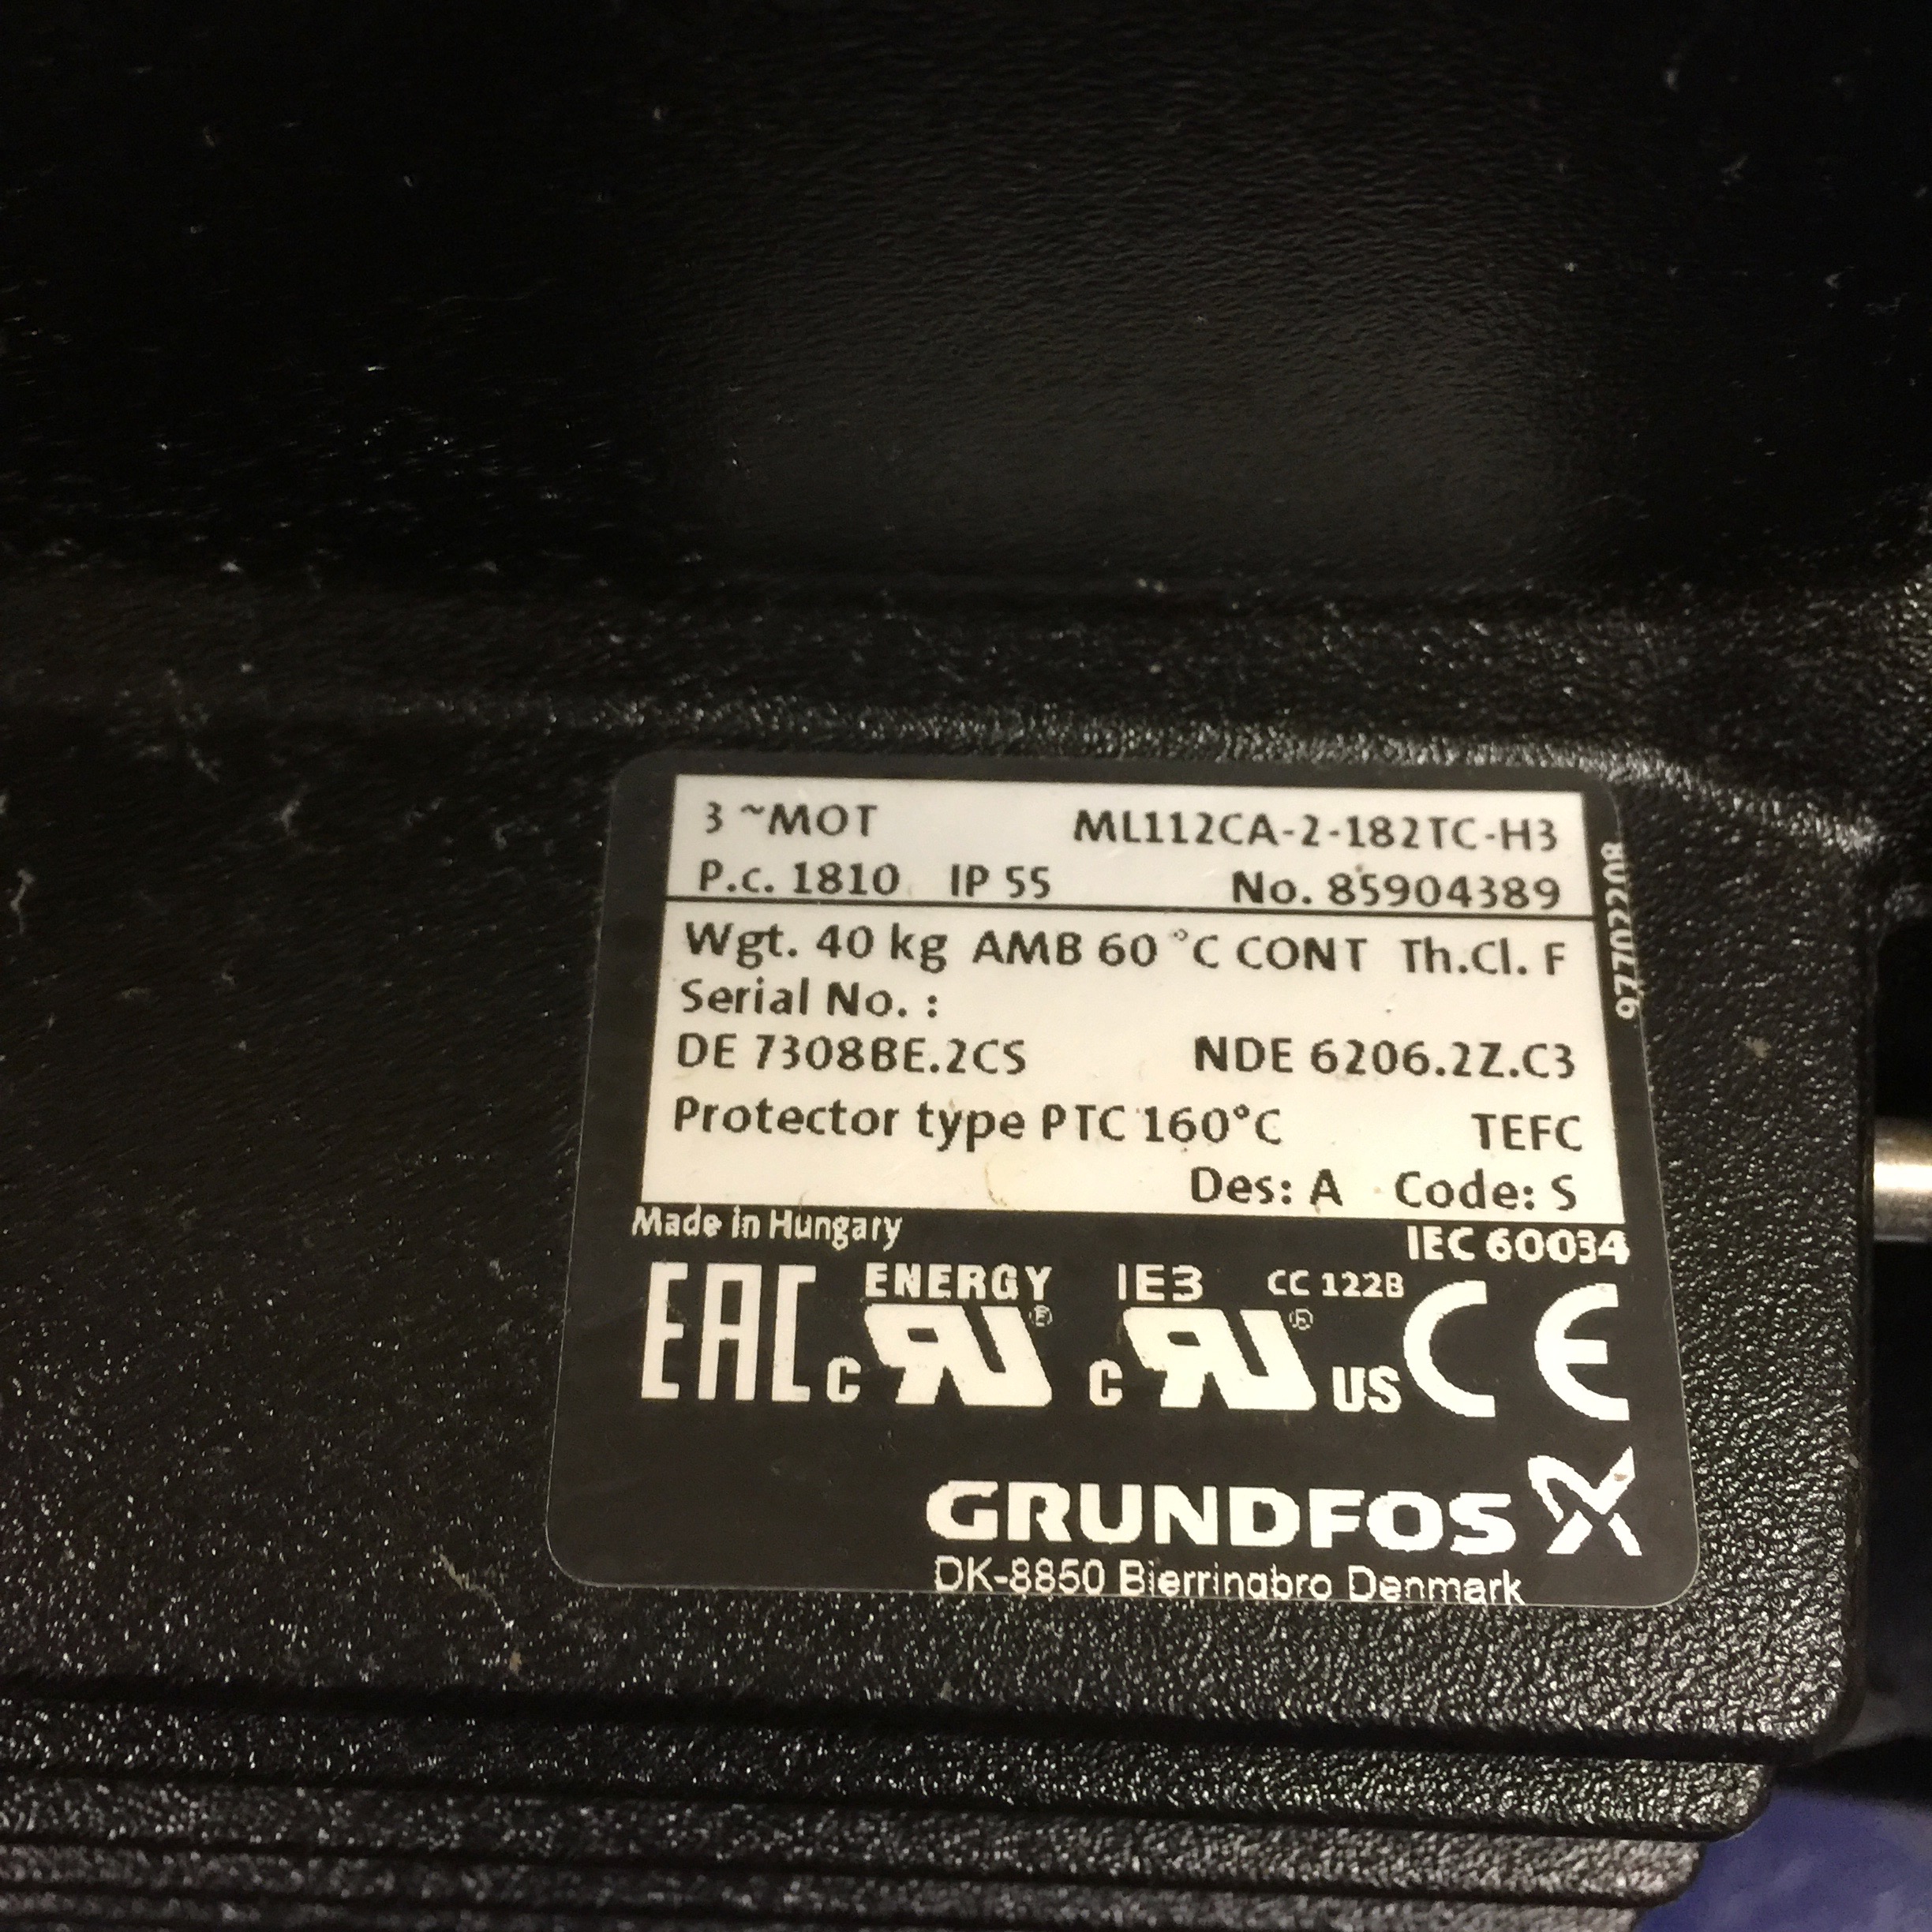 3 ~MOT ML112CA-2-182TC-H3
P.c. 1810 IP 55 No. 85904389
Wgt. 40 kg AMB 60 °C CONT Th.Cl. F
Serial No. :
DE 7308BE.2CS NDE 6206.2Z.C3
Protector type PTC 160°C TEFC
Des: A Code: S
97702208
Made in Hungary IEC 60034
ENERGY IE3 CC 122B
EAC c RU ® c RU ® US CE
GRUNDFOS
DK-8850 Bjerringbro Denmark